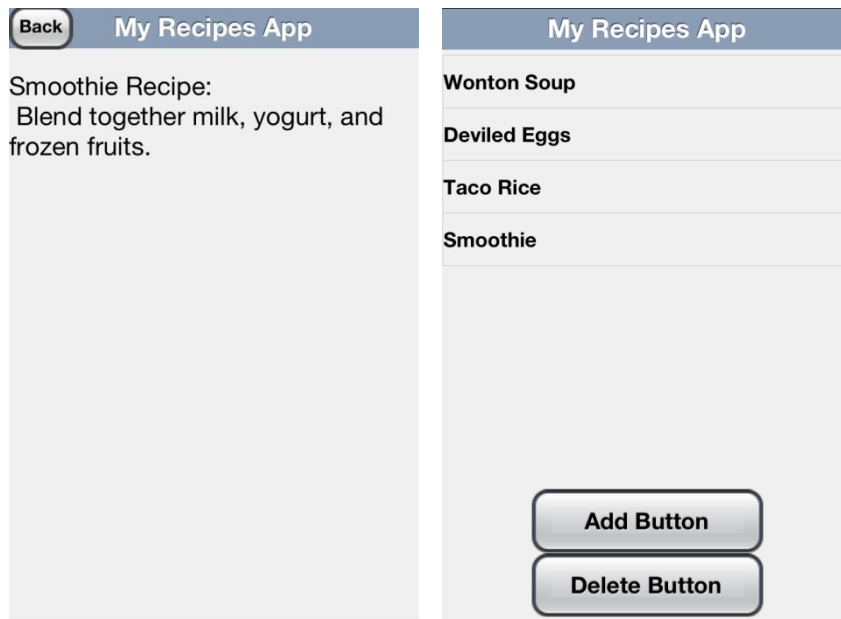 Back
My Recipes App
Smoothie Recipe:
Blend together milk, yogurt, and
frozen fruits.
My Recipes App
Wonton Soup
Deviled Eggs
Taco Rice
Smoothie
Add Button
Delete Button